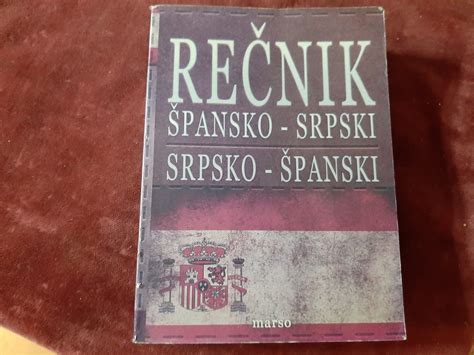 REČNIK
ŠPANSKO - SRPSKI
SRPSKO - ŠPANSKI
marso